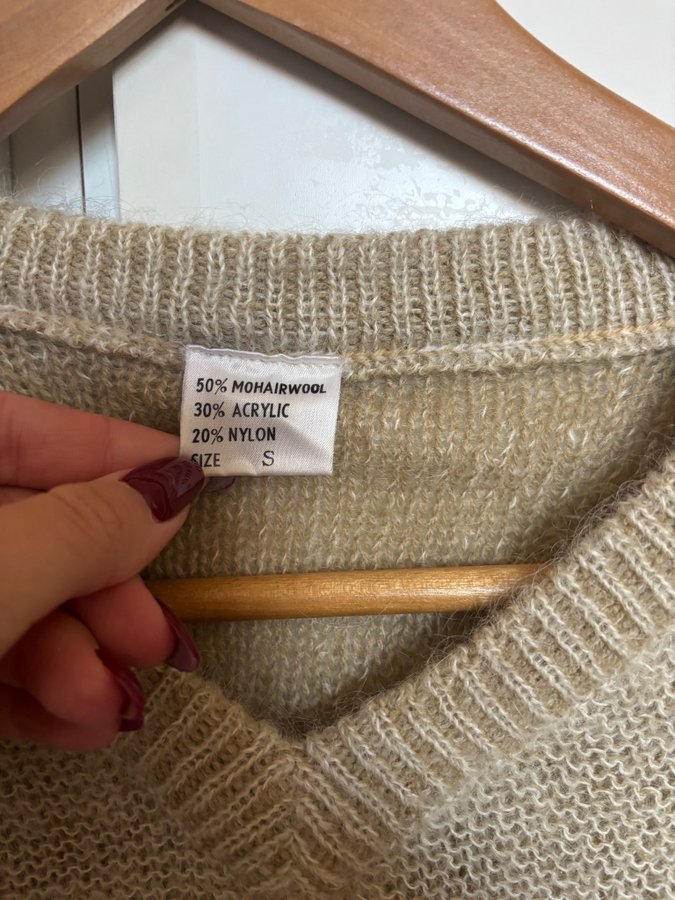 50% MOHAIRWOOL
30% ACRYLIC
20% NYLON
SIZE S